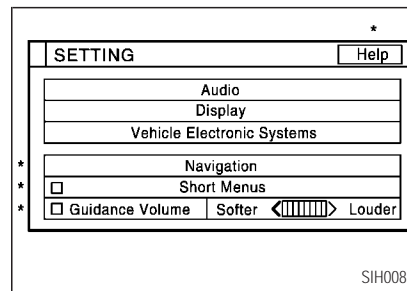 *
SETTING Help
Audio
Display
Vehicle Electronic Systems
* Navigation
* Short Menus
* Guidance Volume Softer Louder
SIH008